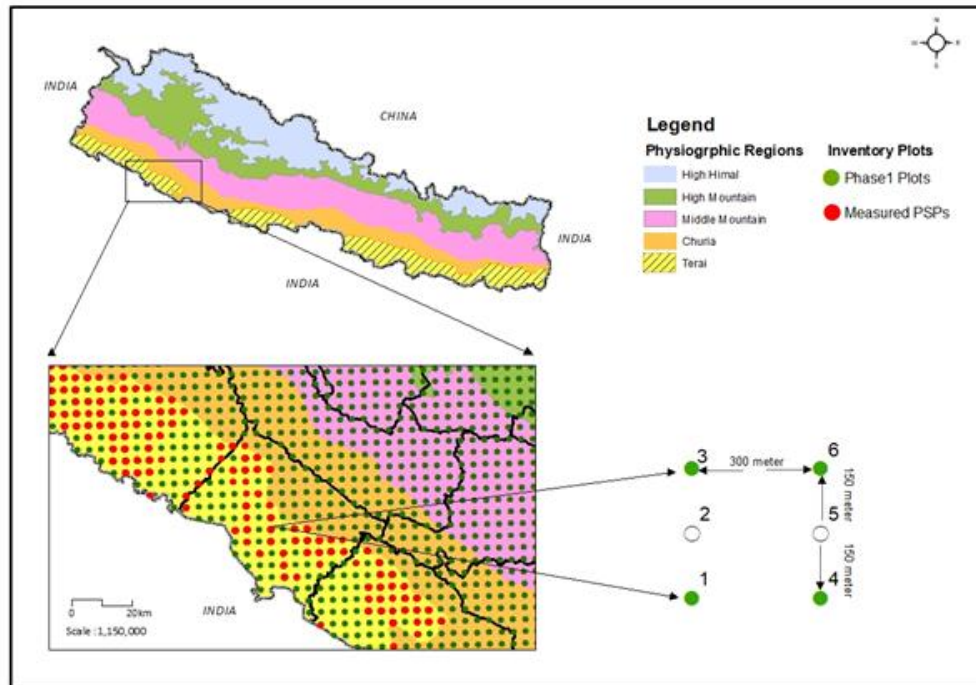 N
W
E
S
INDIA
CHINA
INDIA
INDIA
Legend
Physiogrphic Regions
High Himal
High Mountain
Middle Mountain
Churia
Terai
Inventory Plots
Phase1 Plots
Measured PSPs
INDIA
0 20km
Scale :1,150,000
3
300 meter
6
150 meter
2
5
150 meter
1
4